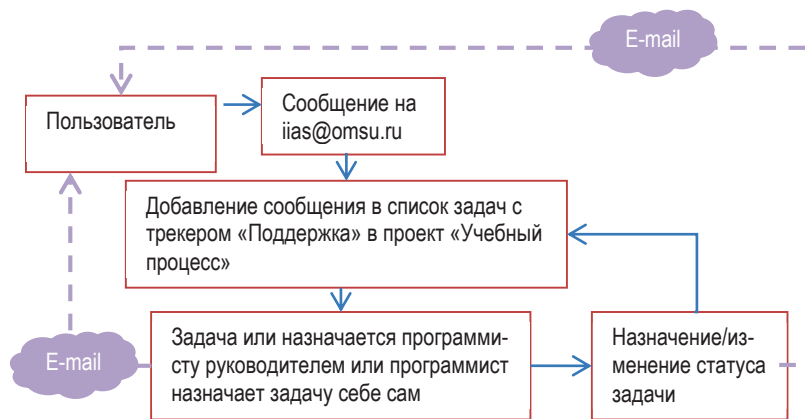 E-mail
Пользователь
Сообщение на
iias@omsu.ru
Добавление сообщения в список задач с
трекером «Поддержка» в проект «Учебный
процесс»
E-mail
Задача или назначается программи-
сту руководителем или программист
назначает задачу себе сам
Назначение/из-
менение статуса
задачи